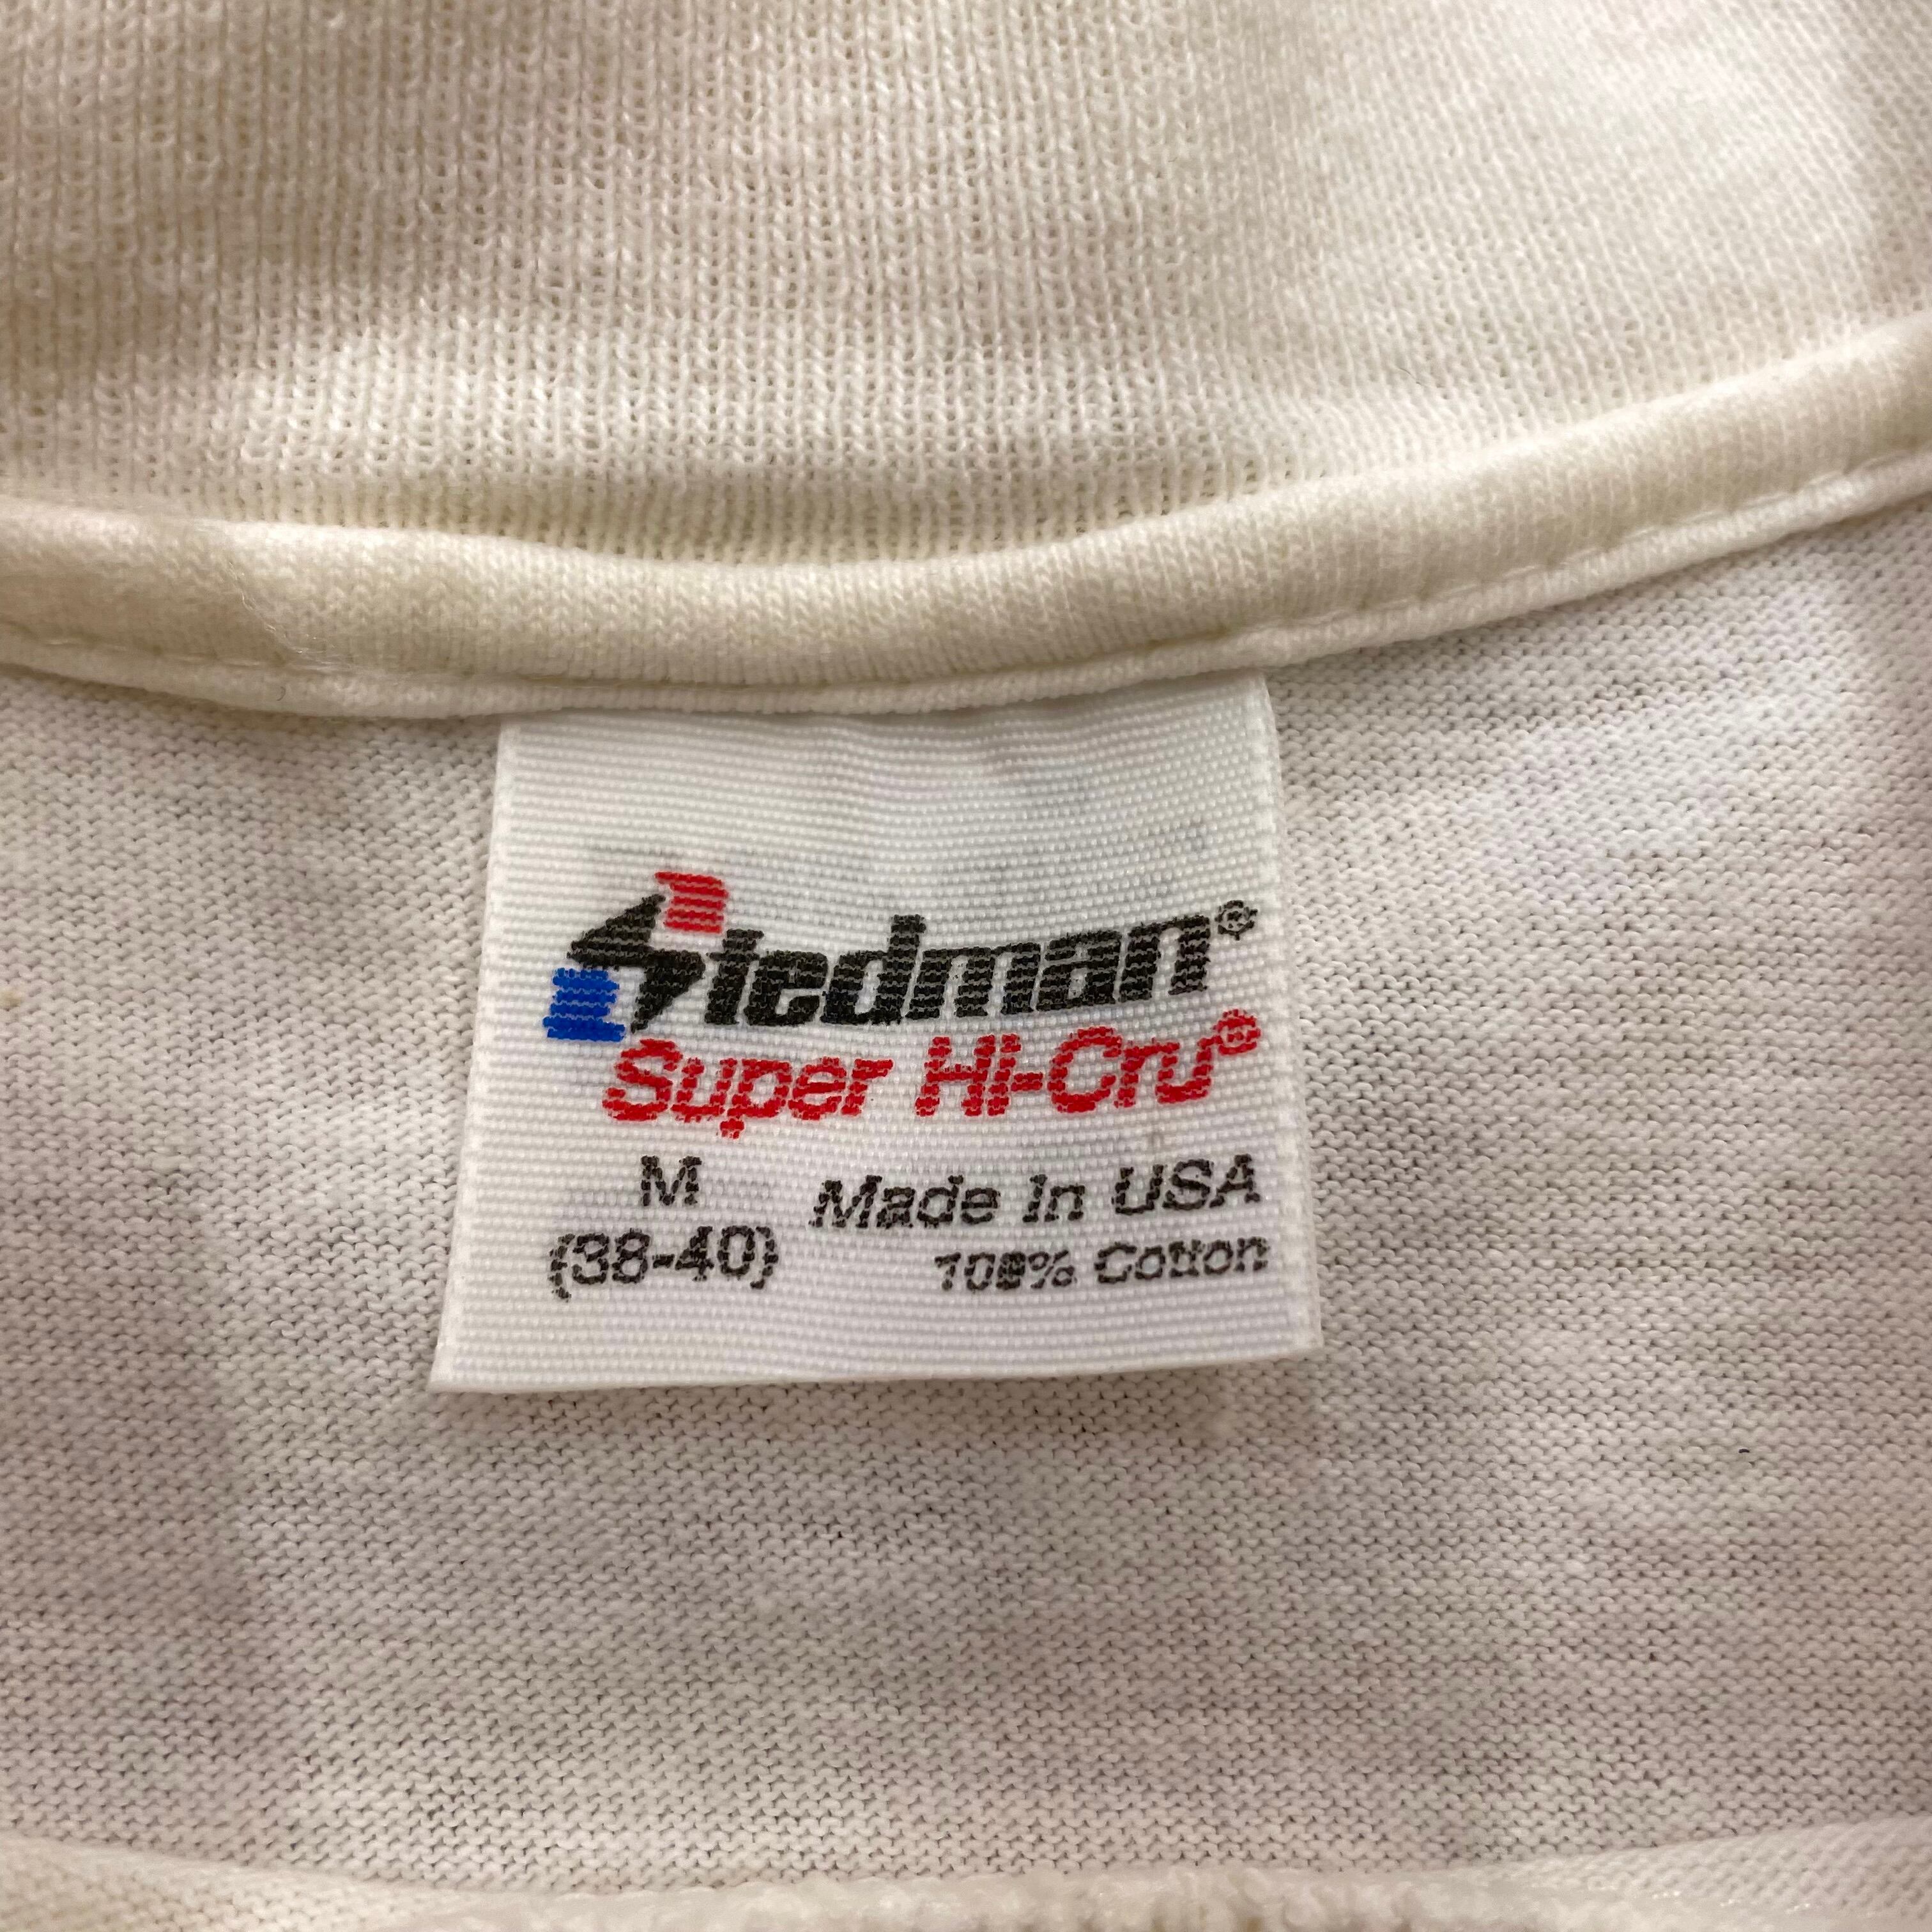 Stedman®
Super Hi-Cru®
M
(38-40)
Made In USA
100% Cotton